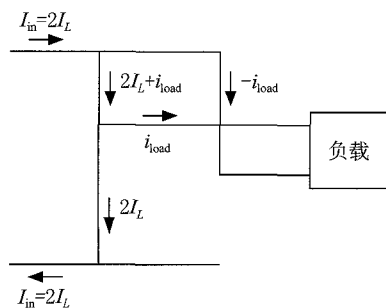 I_in=2I_L
2I_L+i_load
-i_load
i_load
负载
2I_L
I_in=2I_L